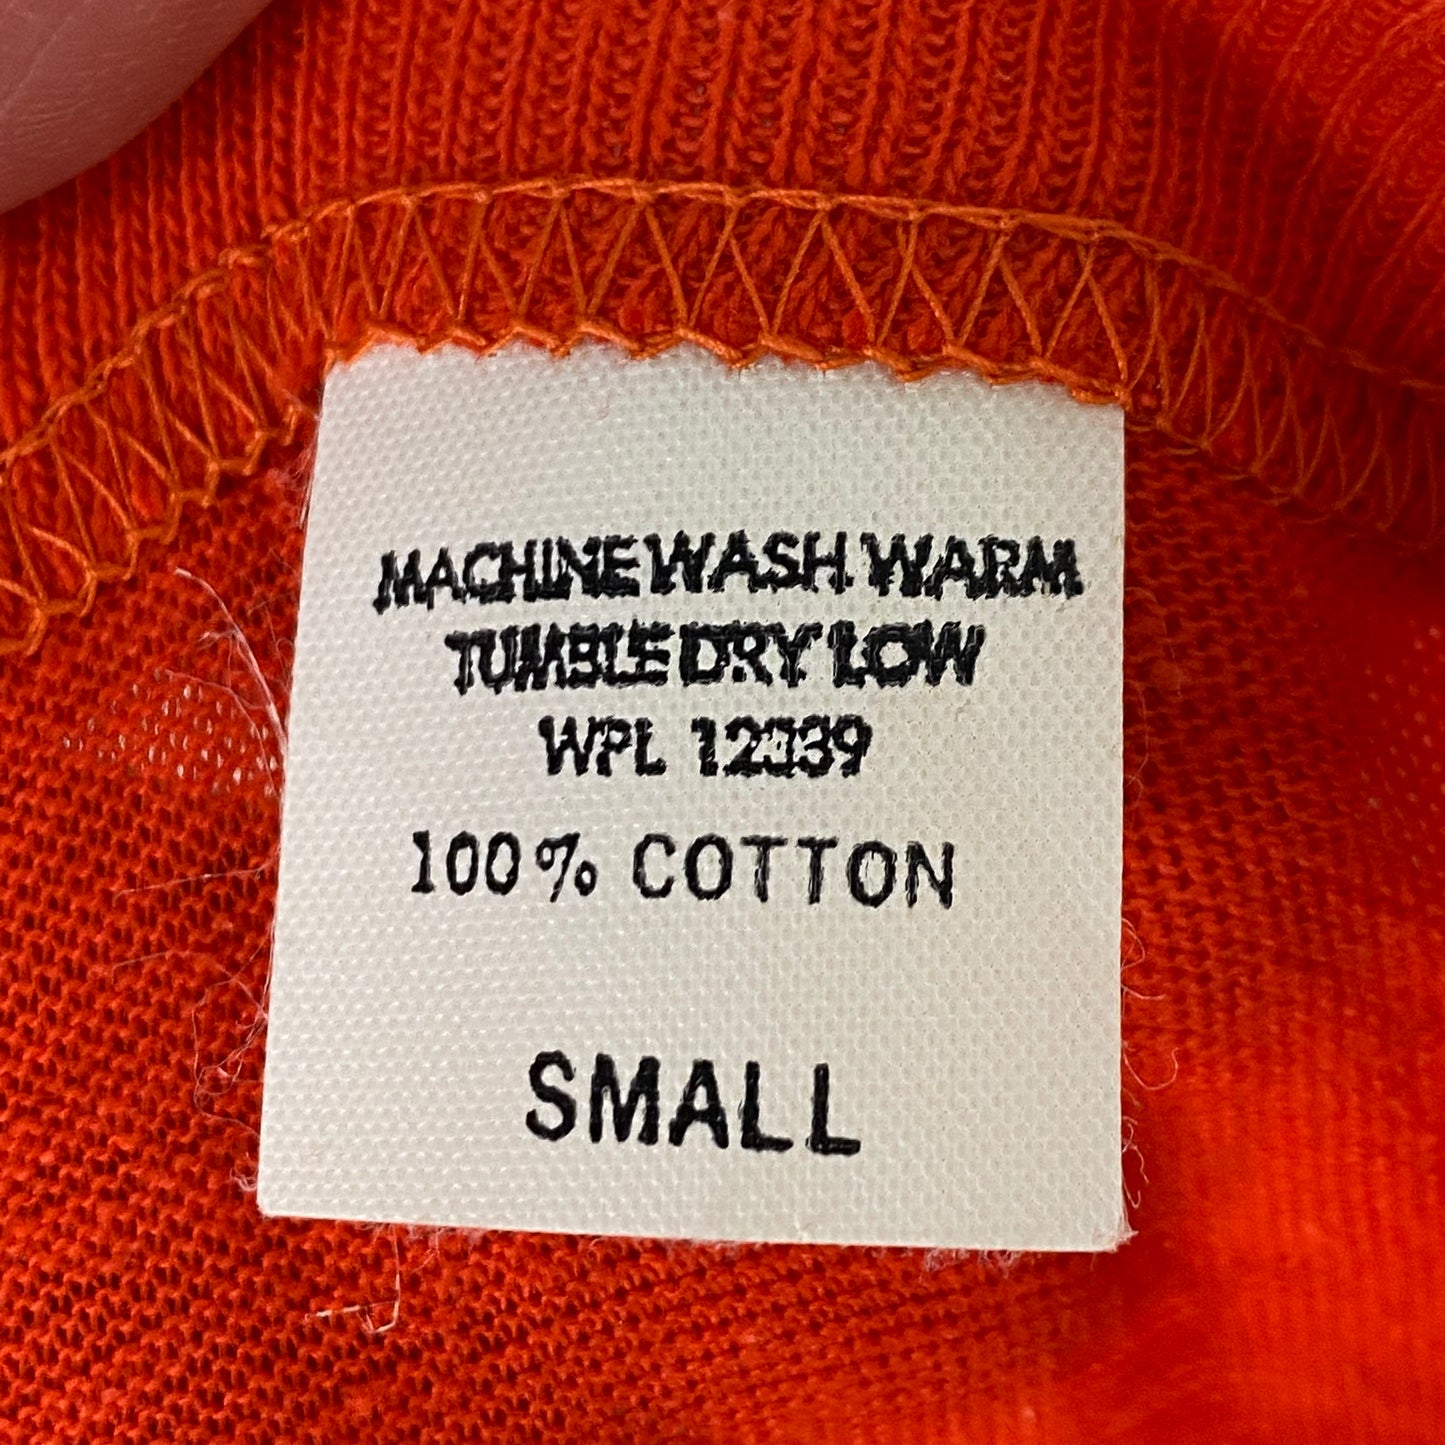 MACHINE WASH WARM
TUMBLE DRY LOW
WPL 12339
100% COTTON
SMALL